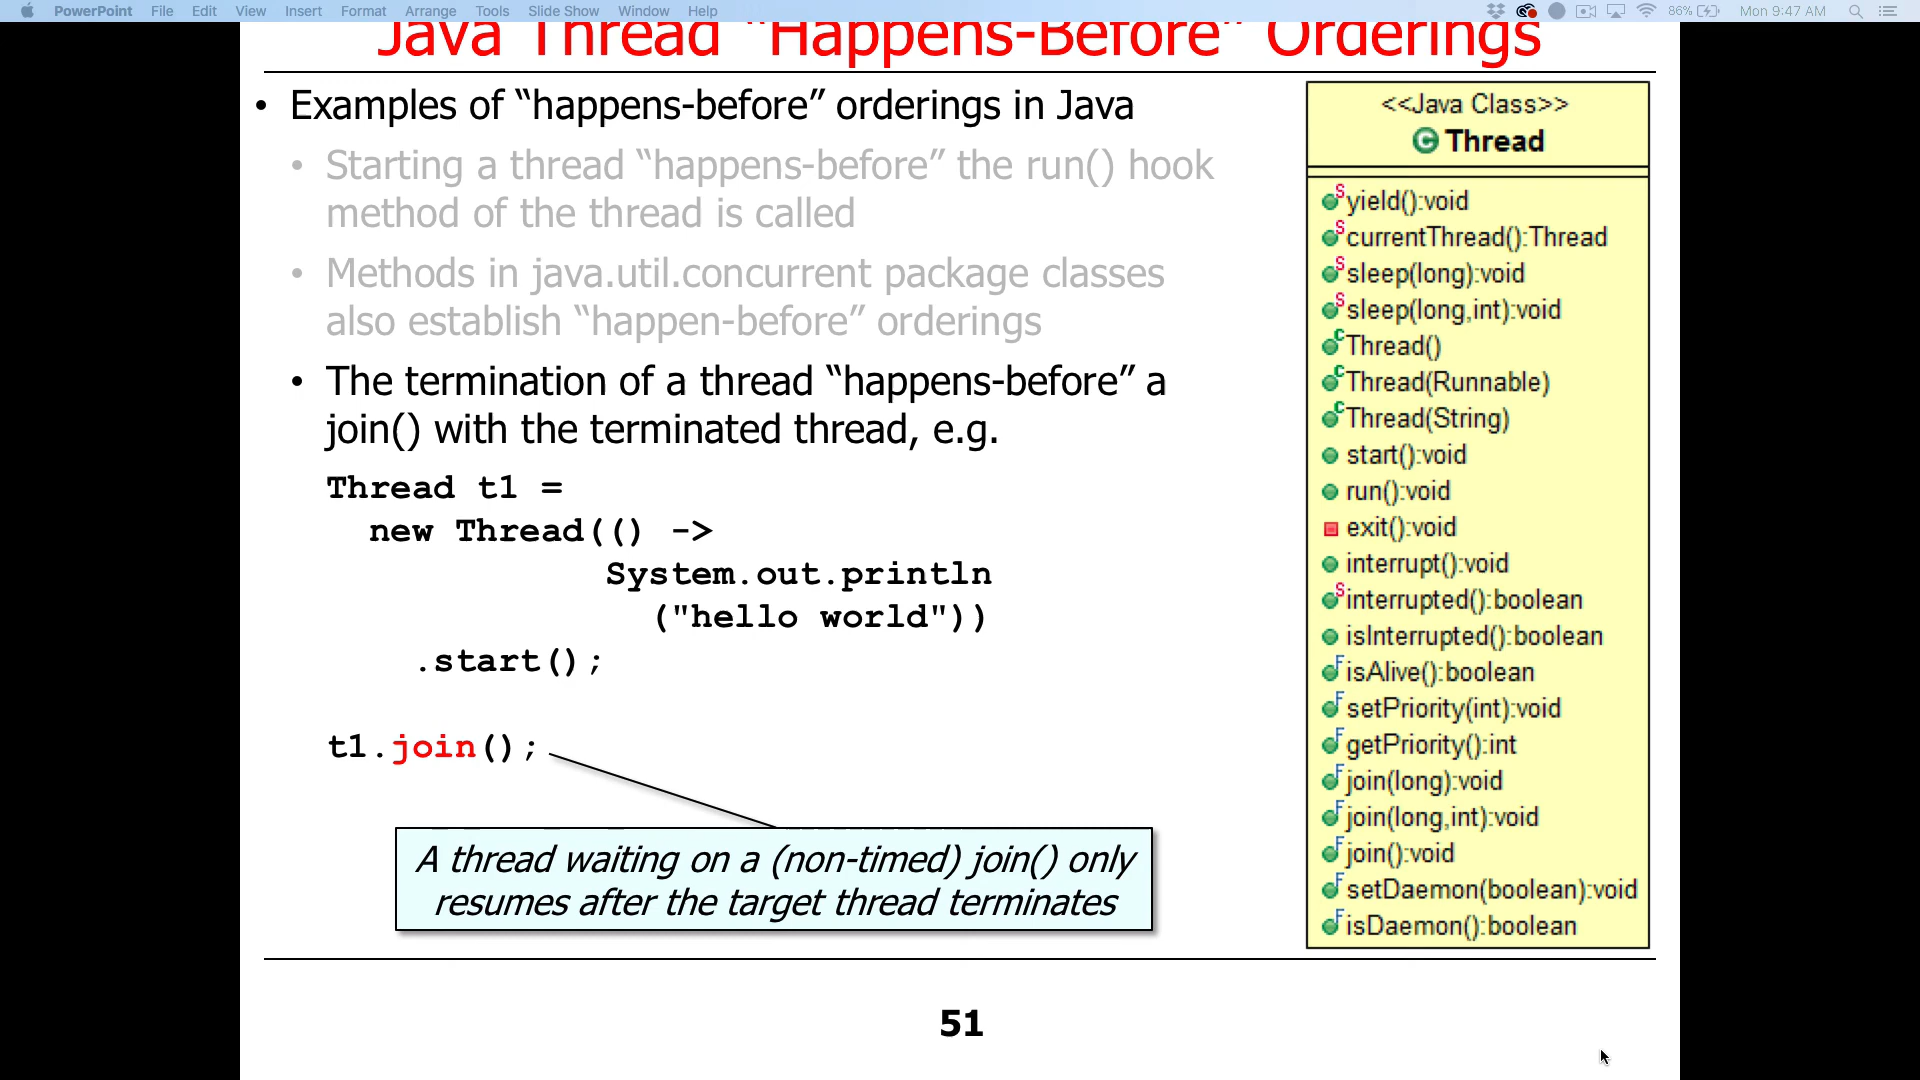 PowerPoint File Edit View Insert Format Arrange Tools Slide Show Window Help 86% Mon 9:47 AM
Java Thread "Happens-Before" Orderings
• Examples of “happens-before” orderings in Java
• Starting a thread “happens-before” the run() hook
method of the thread is called
• Methods in java.util.concurrent package classes
also establish “happen-before” orderings
• The termination of a thread “happens-before” a
join() with the terminated thread, e.g.
Thread t1 =
new Thread(() ->
System.out.println
("hello world"))
.start();
t1.join();
A thread waiting on a (non-timed) join() only
resumes after the target thread terminates
<<Java Class>>
C Thread
S yield():void
S currentThread():Thread
S sleep(long):void
S sleep(long,int):void
C Thread()
C Thread(Runnable)
C Thread(String)
start():void
run():void
exit():void
interrupt():void
S interrupted():boolean
isInterrupted():boolean
F isAlive():boolean
F setPriority(int):void
F getPriority():int
F join(long):void
F join(long,int):void
F join():void
F setDaemon(boolean):void
F isDaemon():boolean
51